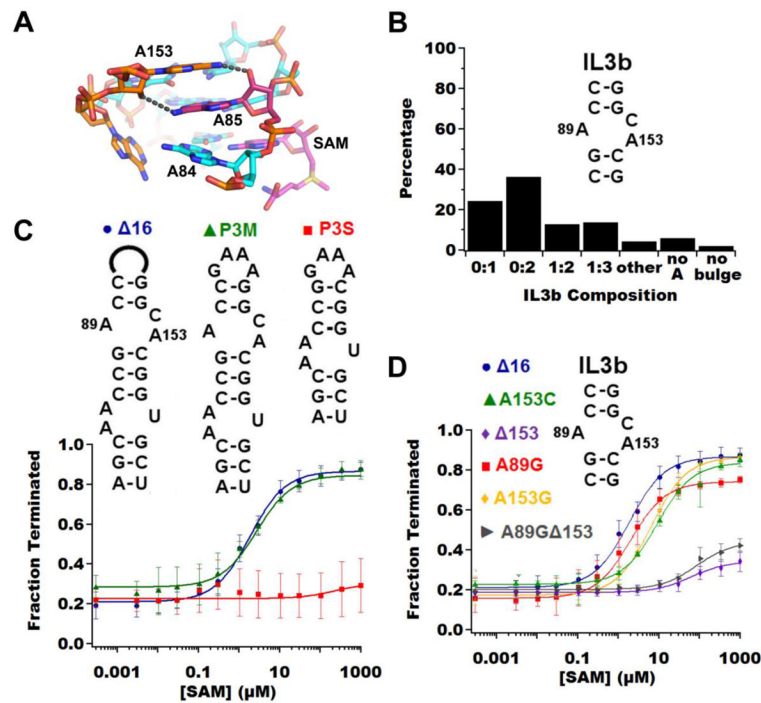 A
A153
A85
SAM
A84
B
100
80
60
40
20
0
Percentage
IL3b
C-G
C-G
C
89A
A153
G-C
C-G
0:1 0:2 1:2 1:3 other no A no bulge
IL3b Composition
C
Δ16 P3M P3S
C-G
C-G
C
89A
A153
G-C
C-G
C-G
A
U
A
G-G
C-C
A-U
AA
G A
C-G
C-G
A
C
A
G-C
C-G
C-G
A
U
A
G-G
C-C
A-U
AA
G A
C-G
C-G
G-C
A
U
A
C-G
G-C
A-U
1.0
0.8
0.6
0.4
0.2
0.0
Fraction Terminated
0.001 0.1 10 1000
[SAM] (μM)
D
Δ16
A153C
Δ153
A89G
A153G
A89GΔ153
IL3b
C-G
C-G
C
89A
A153
G-C
C-G
1.0
0.8
0.6
0.4
0.2
0.0
Fraction Terminated
0.001 0.1 10 1000
[SAM] (μM)